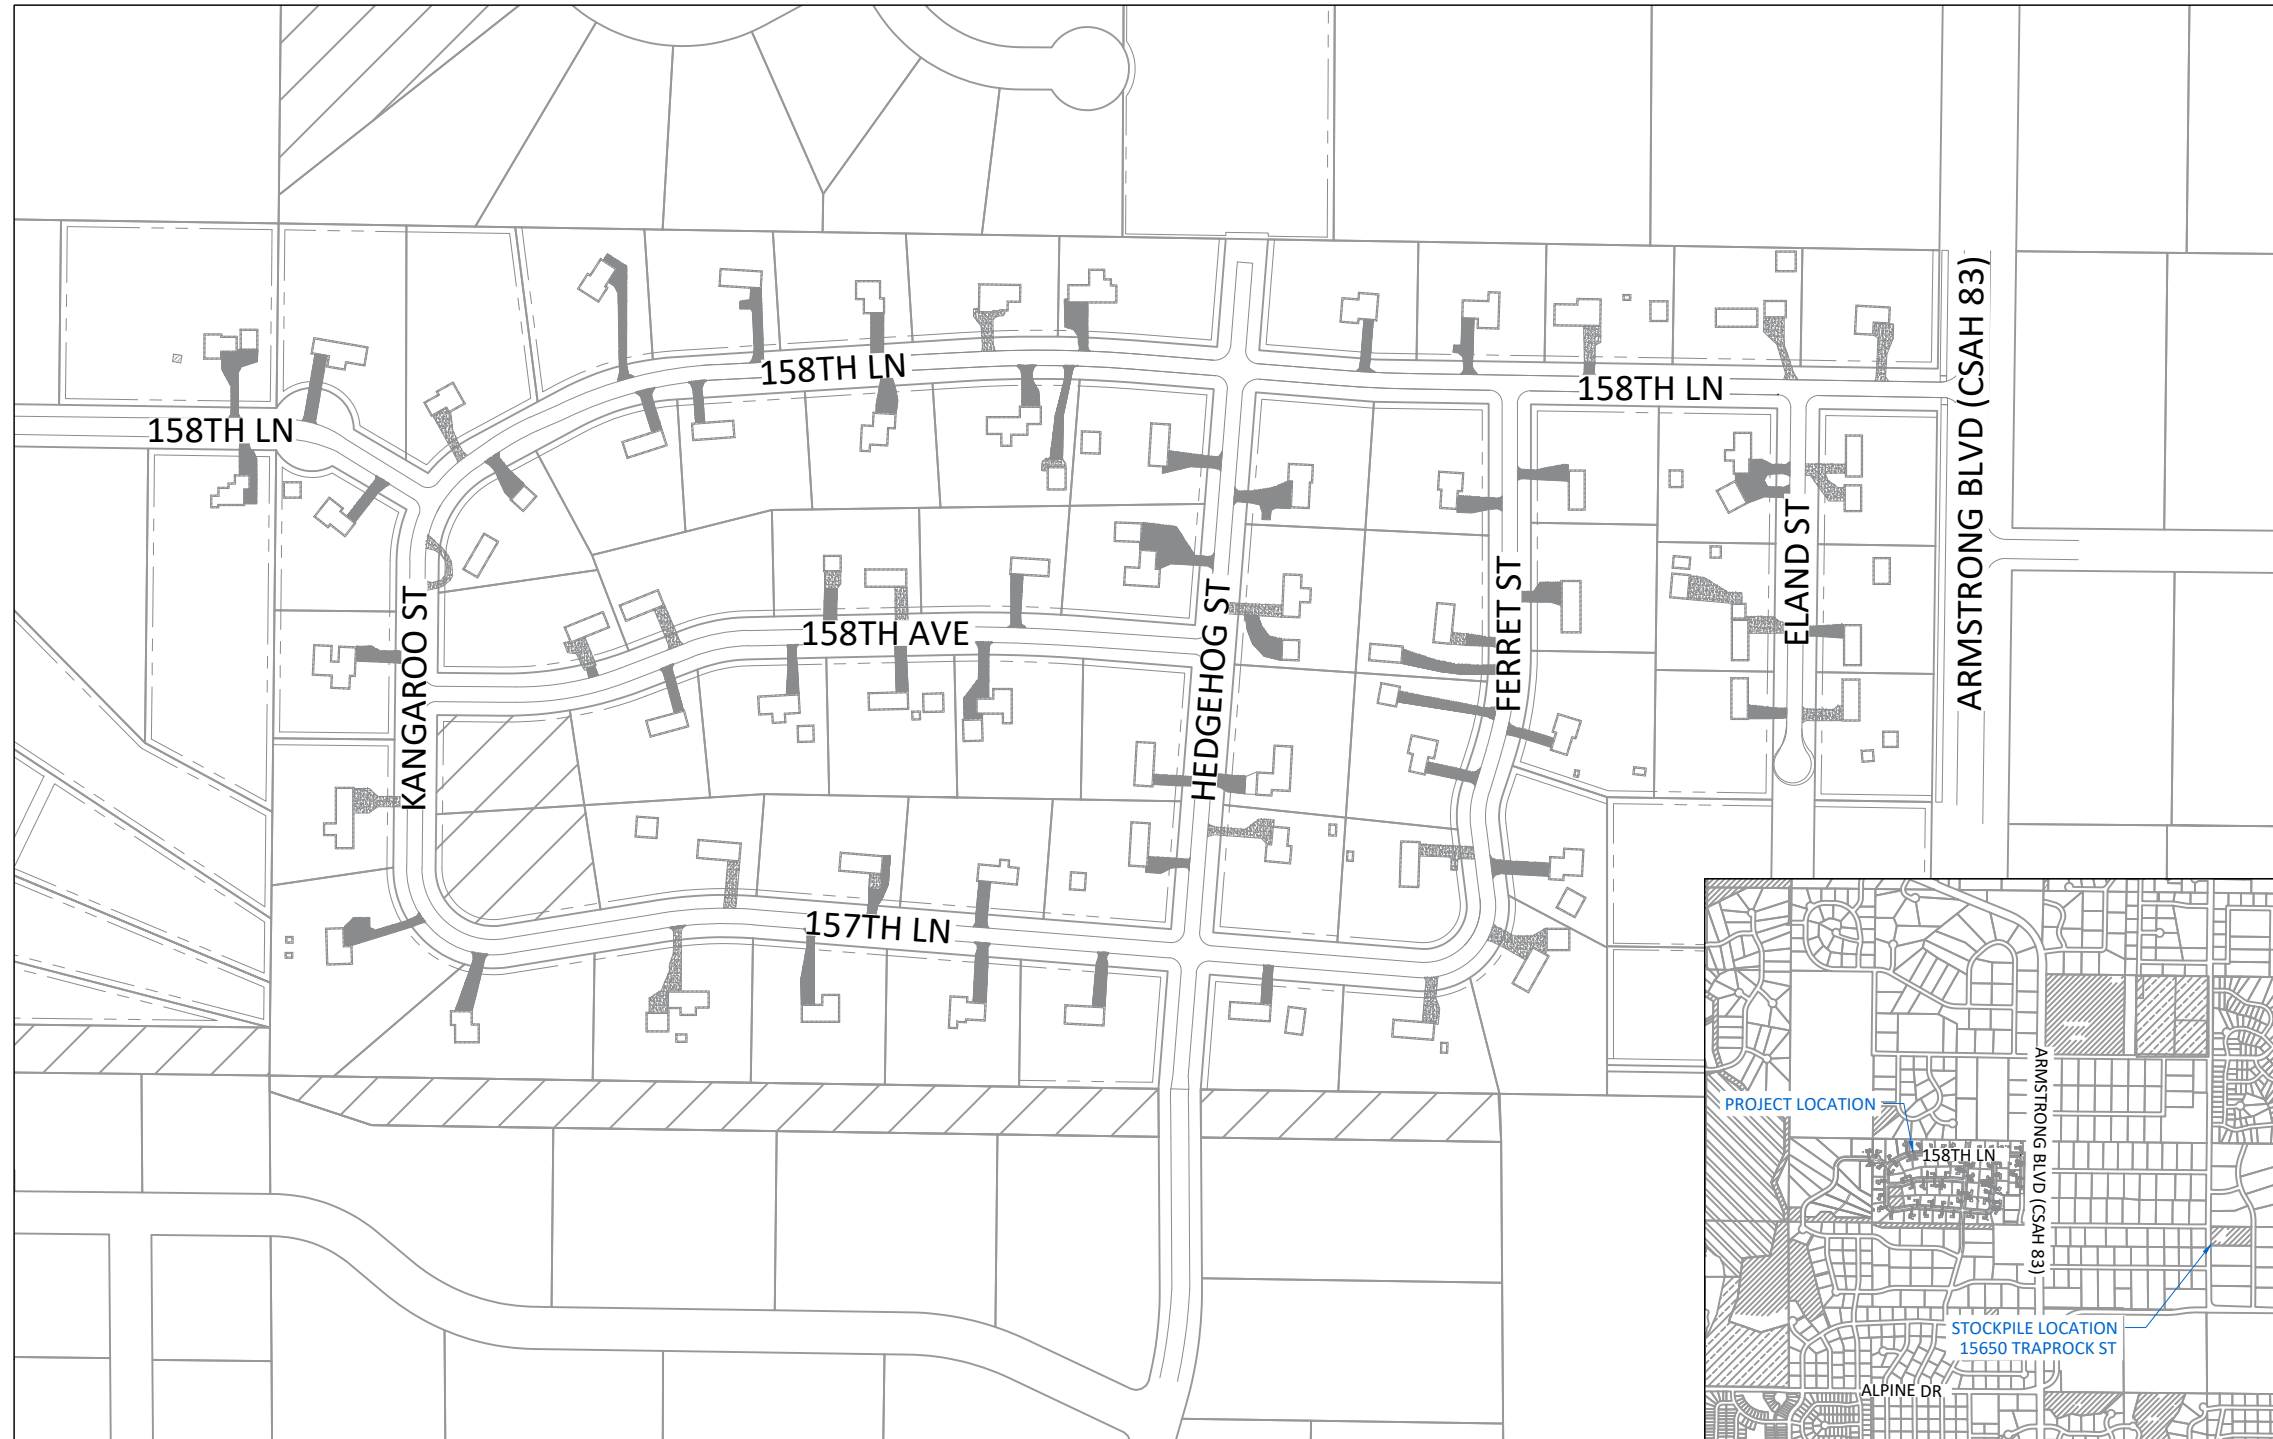 158TH LN
158TH LN
158TH LN
158TH AVE
157TH LN
KANGAROO ST
HEDGEHOG ST
FERRET ST
ELAND ST
ARMSTRONG BLVD (CSAH 83)
PROJECT LOCATION
158TH LN
ARMSTRONG BLVD (CSAH 83)
STOCKPILE LOCATION
15650 TRAPROCK ST
ALPINE DR